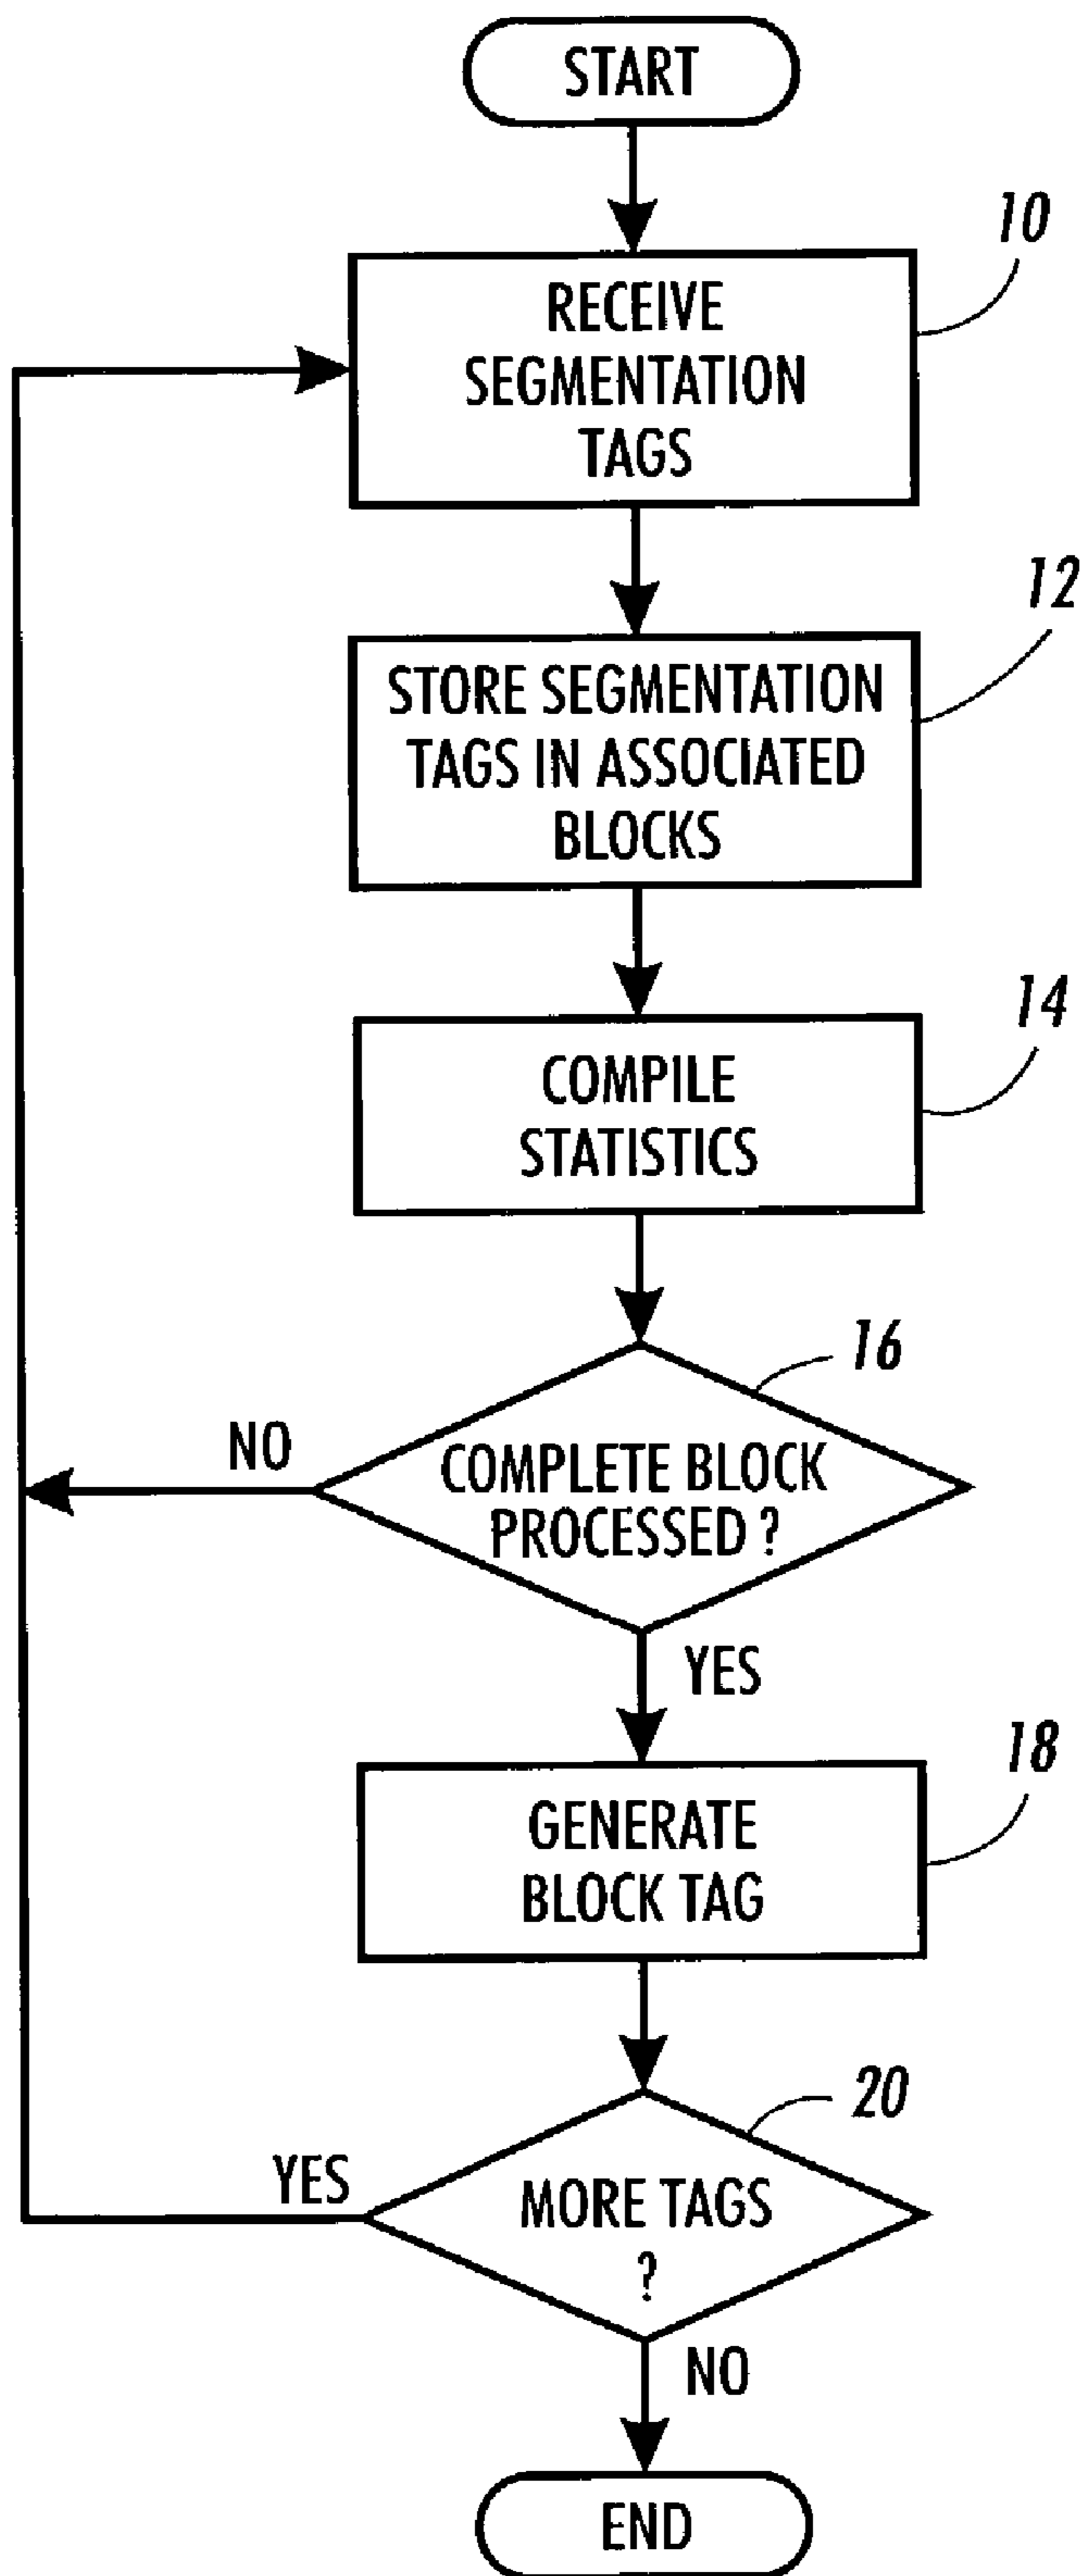 START
10
RECEIVE
SEGMENTATION
TAGS
12
STORE SEGMENTATION
TAGS IN ASSOCIATED
BLOCKS
14
COMPILE
STATISTICS
16
NO
COMPLETE BLOCK
PROCESSED ?
YES
18
GENERATE
BLOCK TAG
20
YES
MORE TAGS
?
NO
END